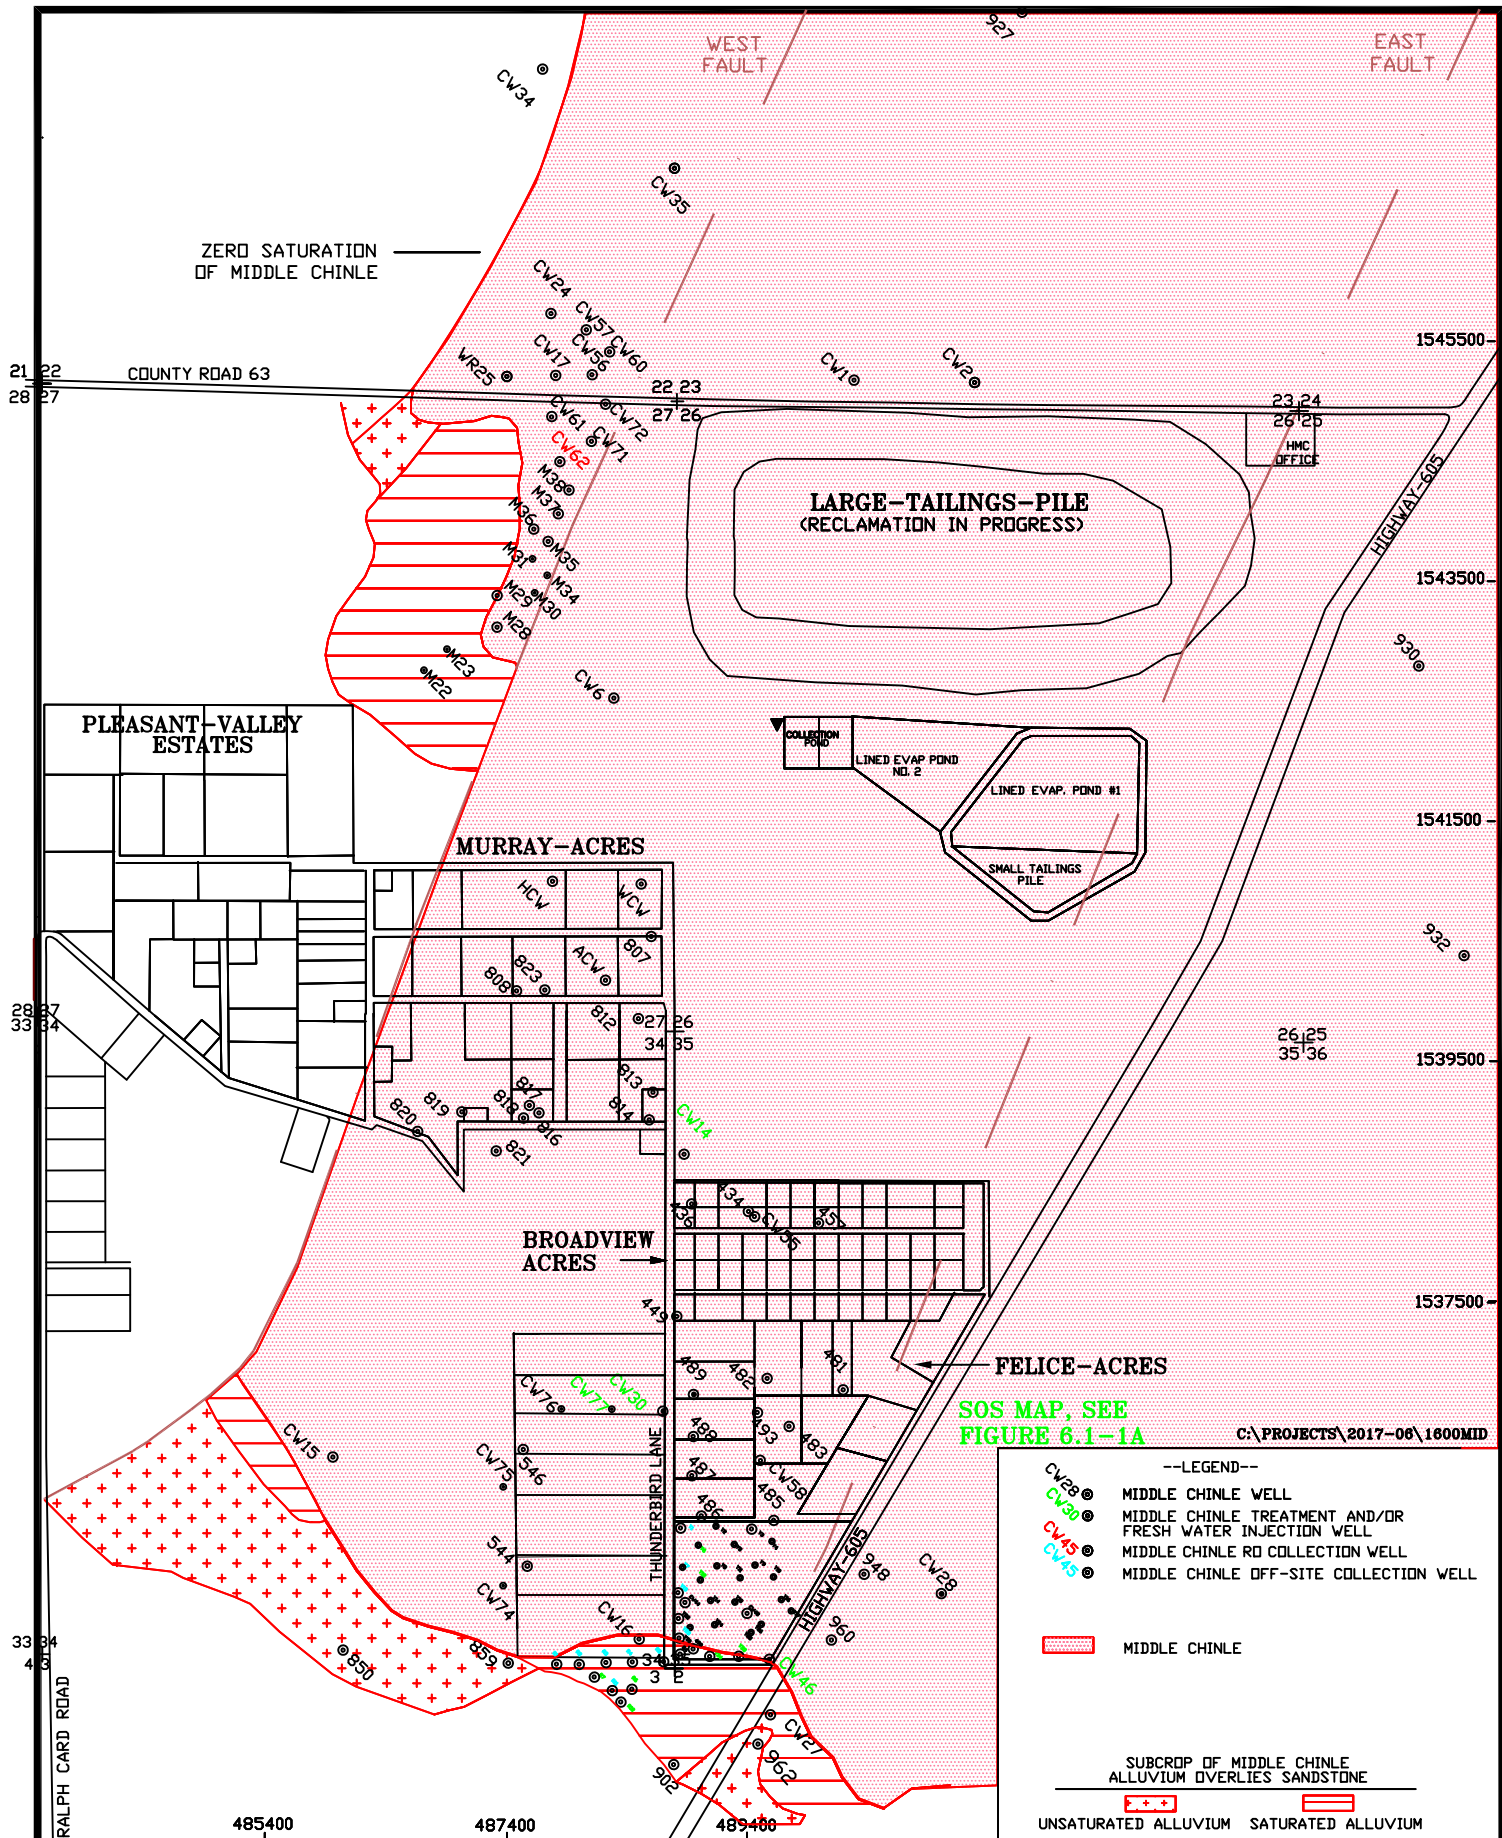 927
WEST
FAULT
EAST
FAULT
CW34
CW35
ZERO SATURATION
OF MIDDLE CHINLE
CW24
CW57
CW60
CW56
CW17
WR25
CW1
CW2
1545500
21 22
28 27
COUNTY ROAD 63
22 23
27 26
23 24
26 25
HMC
OFFICE
CW61
CW72
CW71
CW62
M38
M37
M36
M35
M31
M34
M30
M29
M28
M23
M22
CW6
LARGE-TAILINGS-PILE
(RECLAMATION IN PROGRESS)
HIGHWAY-605
1543500
930
PLEASANT-VALLEY
ESTATES
COLLECTION
POND
LINED EVAP POND
NO. 2
LINED EVAP. POND #1
SMALL TAILINGS
PILE
1541500
MURRAY-ACRES
HCW
WCW
807
ACW
823
808
812
932
28 27
33 34
27 26
34 35
26 25
35 36
1539500
813
814
817
818
816
819
820
821
CW14
436
434
CW55
457
BROADVIEW
ACRES
449
1537500
489
482
481
FELICE-ACRES
CW76
CW77
CW30
488
493
483
SOS MAP, SEE
FIGURE 6.1-1A
C:\PROJECTS\2017-06\1600MID
CW15
CW75
546
THUNDERBIRD LANE
487
CW58
485
486
544
CW74
CW16
HIGHWAY-605
948
CW28
960
859
850
33 34
4 3
3 2
CW46
CW27
962
902
RALPH CARD ROAD
485400
487400
489400
--LEGEND--
CW28 MIDDLE CHINLE WELL
CW30 MIDDLE CHINLE TREATMENT AND/OR
FRESH WATER INJECTION WELL
CW45 MIDDLE CHINLE RO COLLECTION WELL
CW45 MIDDLE CHINLE OFF-SITE COLLECTION WELL
MIDDLE CHINLE
SUBCROP OF MIDDLE CHINLE
ALLUVIUM OVERLIES SANDSTONE
UNSATURATED ALLUVIUM SATURATED ALLUVIUM